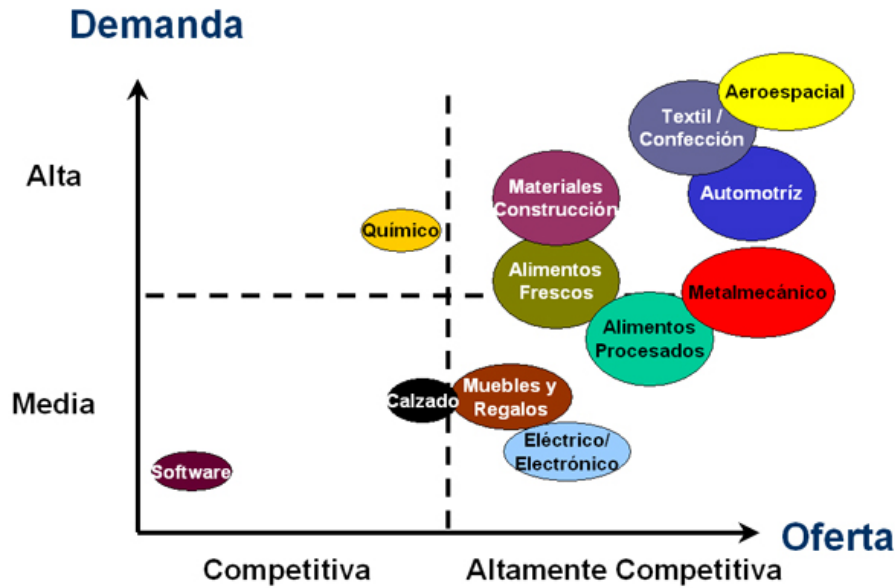 Demanda
Aeroespacial
Textil /
Confección
Alta
Materiales
Construcción
Automotríz
Químico
Alimentos
Frescos
Metalmecánico
Alimentos
Procesados
Media
Calzado
Muebles y
Regalos
Eléctrico/
Electrónico
Software
Oferta
Competitiva
Altamente Competitiva